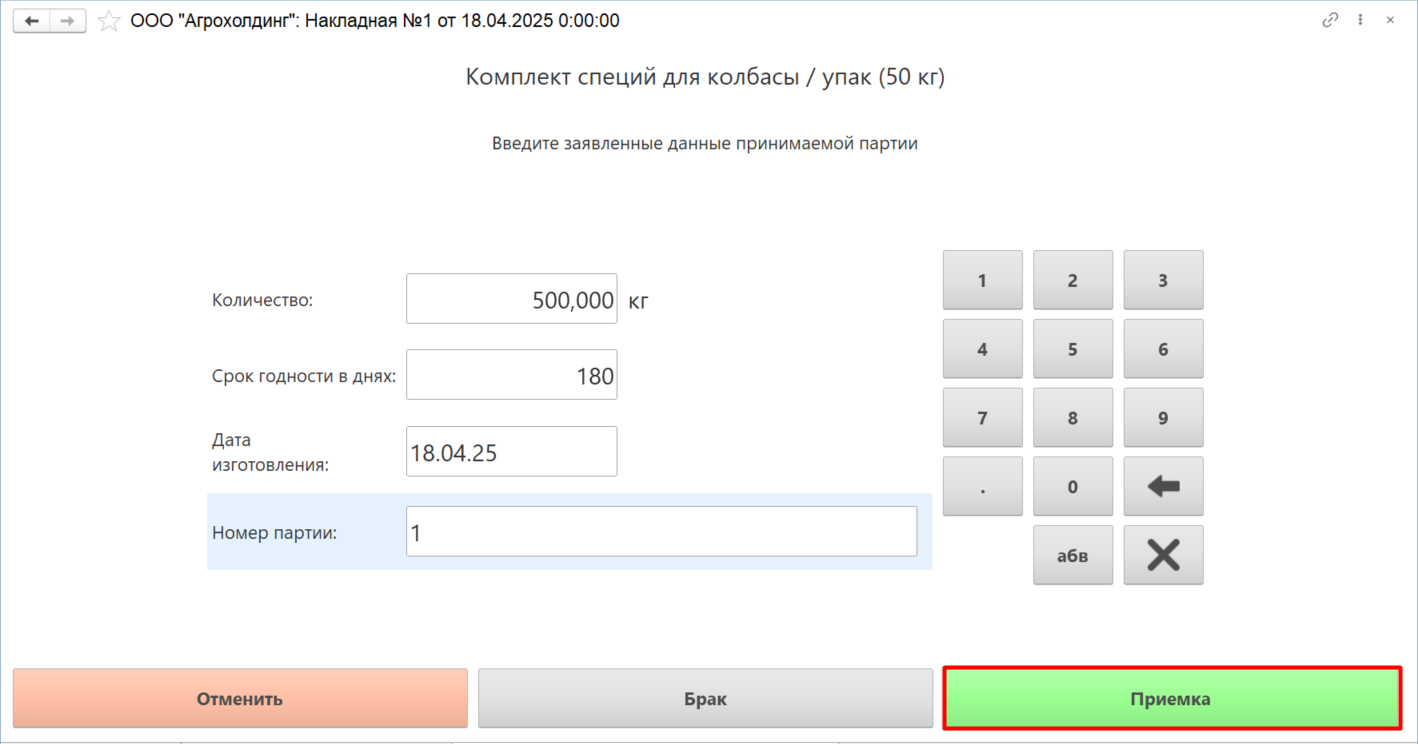 ООО "Агрохолдинг": Накладная №1 от 18.04.2025 0:00:00
Комплект специй для колбасы / упак (50 кг)
Введите заявленные данные принимаемой партии
Количество: 500,000 кг
Срок годности в днях: 180
Дата
изготовления: 18.04.25
Номер партии: 1
1 2 3
4 5 6
7 8 9
. 0
абв
Отменить Брак Приемка